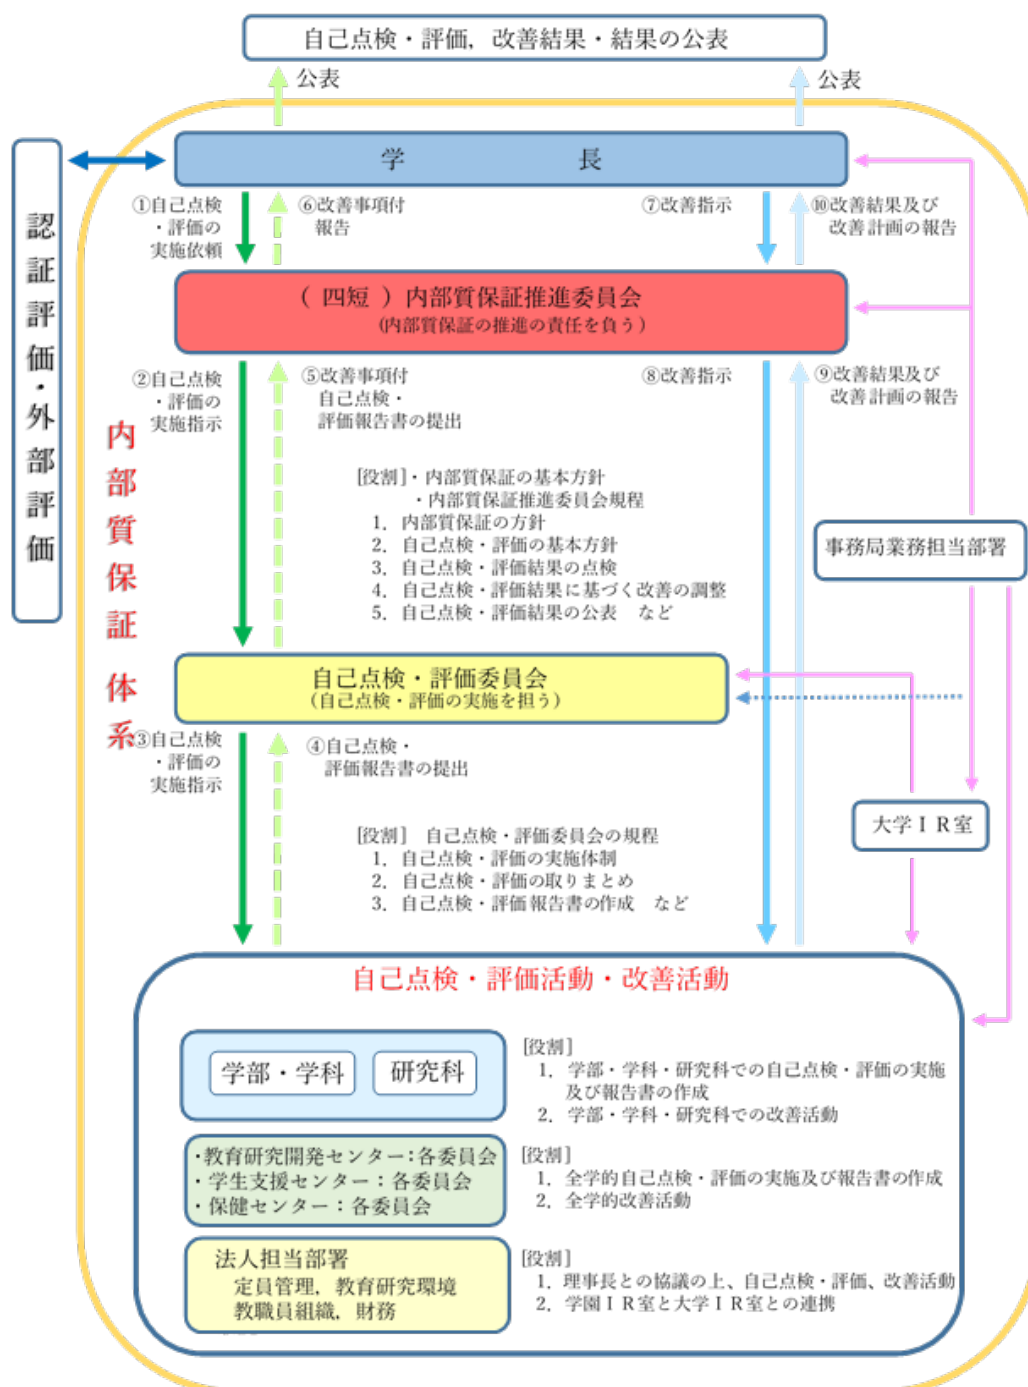 自己点検・評価，改善結果・結果の公表
公表
公表
学　　　長
認証評価・外部評価
①自己点検
・評価の
実施依頼
⑥改善事項付
報告
⑦改善指示
⑩改善結果及び
改善計画の報告
（ 四短 ）内部質保証推進委員会
(内部質保証の推進の責任を負う）
②自己点検
・評価の
実施指示
⑤改善事項付
自己点検・
評価報告書の提出
⑧改善指示
⑨改善結果及び
改善計画の報告
内部質保証 体系
[役割]・内部質保証の基本方針
・内部質保証推進委員会規程
1．内部質保証の方針
2．自己点検・評価の基本方針
3．自己点検・評価結果の点検
4．自己点検・評価結果に基づく改善の調整
5．自己点検・評価結果の公表　など
事務局業務担当部署
自己点検・評価委員会
（自己点検・評価の実施を担う）
③自己点検
・評価の
実施指示
④自己点検・
評価報告書の提出
大学ＩＲ室
[役割]　自己点検・評価委員会の規程
1．自己点検・評価の実施体制
2．自己点検・評価の取りまとめ
3．自己点検・評価報告書の作成　など
自己点検・評価活動・改善活動
学部・学科
研究科
[役割]
1．学部・学科・研究科での自己点検・評価の実施
及び報告書の作成
2．学部・学科・研究科での改善活動
・教育研究開発センター：各委員会
・学生支援センター：各委員会
・保健センター：各委員会
[役割]
1．全学的自己点検・評価の実施及び報告書の作成
2．全学的改善活動
法人担当部署
定員管理，教育研究環境
教職員組織，財務
[役割]
1．理事長との協議の上、自己点検・評価、改善活動
2．学園ＩＲ室と大学ＩＲ室との連携